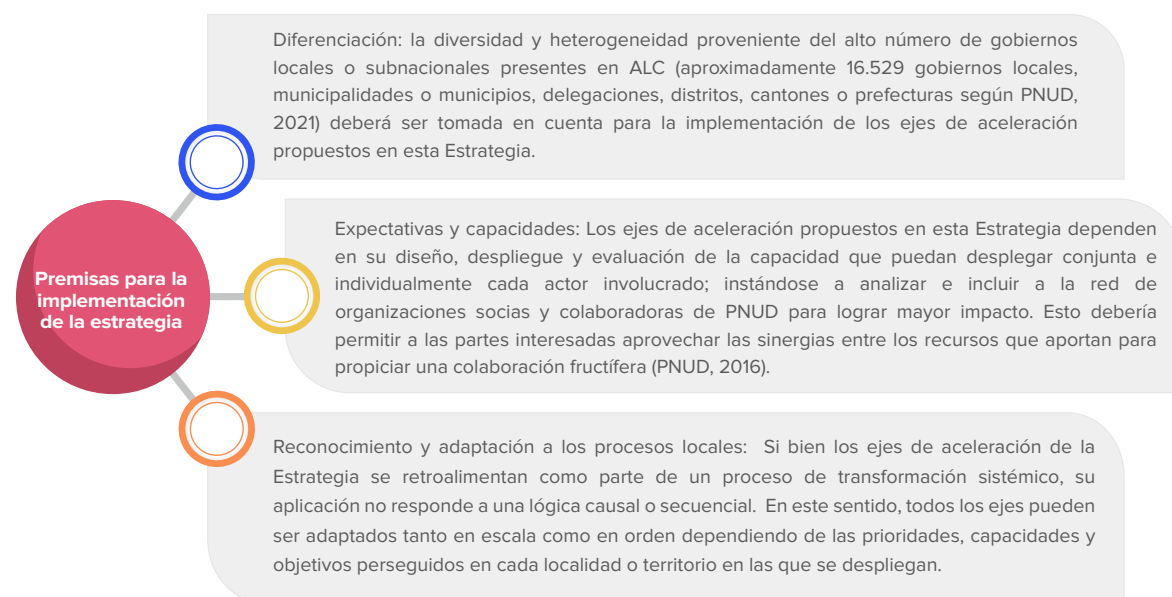 Diferenciación: la diversidad y heterogeneidad proveniente del alto número de gobiernos
locales o subnacionales presentes en ALC (aproximadamente 16.529 gobiernos locales,
municipalidades o municipios, delegaciones, distritos, cantones o prefecturas según PNUD,
2021) deberá ser tomada en cuenta para la implementación de los ejes de aceleración
propuestos en esta Estrategia.
Premisas para la
implementación
de la estrategia
Expectativas y capacidades: Los ejes de aceleración propuestos en esta Estrategia dependen
en su diseño, despliegue y evaluación de la capacidad que puedan desplegar conjunta e
individualmente cada actor involucrado; instándose a analizar e incluir a la red de
organizaciones socias y colaboradoras de PNUD para lograr mayor impacto. Esto debería
permitir a las partes interesadas aprovechar las sinergias entre los recursos que aportan para
propiciar una colaboración fructífera (PNUD, 2016).
Reconocimiento y adaptación a los procesos locales: Si bien los ejes de aceleración de la
Estrategia se retroalimentan como parte de un proceso de transformación sistémico, su
aplicación no responde a una lógica causal o secuencial. En este sentido, todos los ejes pueden
ser adaptados tanto en escala como en orden dependiendo de las prioridades, capacidades y
objetivos perseguidos en cada localidad o territorio en las que se despliegan.